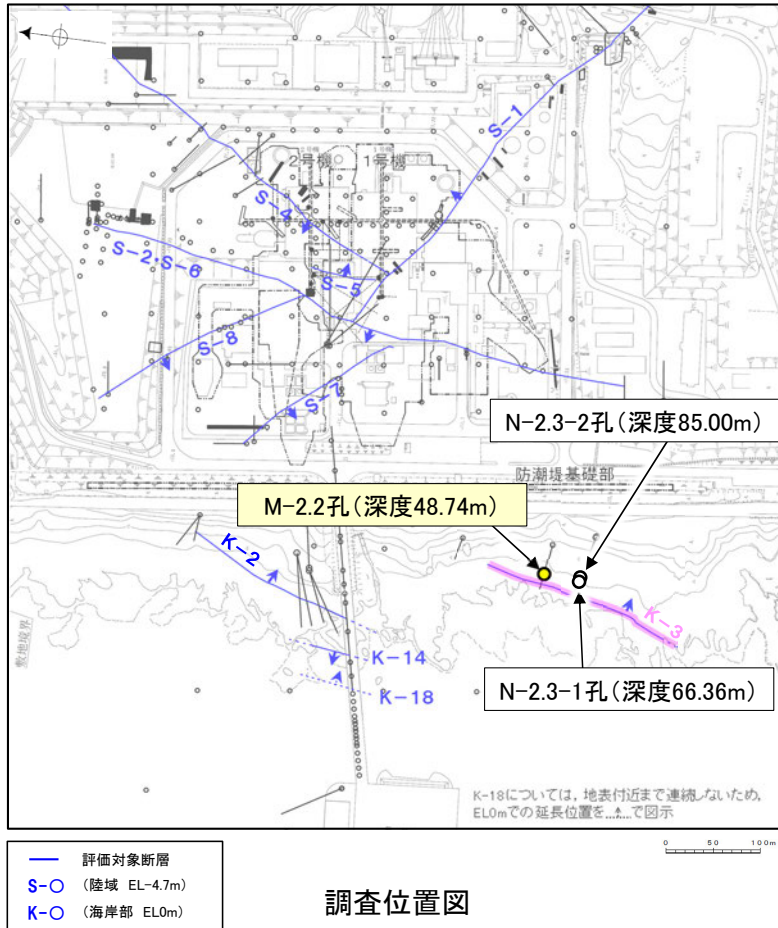 S-1
2号機
1号機
S-4
S-2・S-6
S-5
S-8
S-7
N-2.3-2孔(深度85.00m)
防潮堤基礎部
M-2.2孔(深度48.74m)
K-2
K-3
敷地境界
K-14
N-2.3-1孔(深度66.36m)
K-18
K-18については,地表付近まで連続しないため,
EL0mでの延長位置を で図示
0 50 100m
評価対象断層
S-○ (陸域 EL-4.7m)
K-○ (海岸部 EL0m)
調査位置図